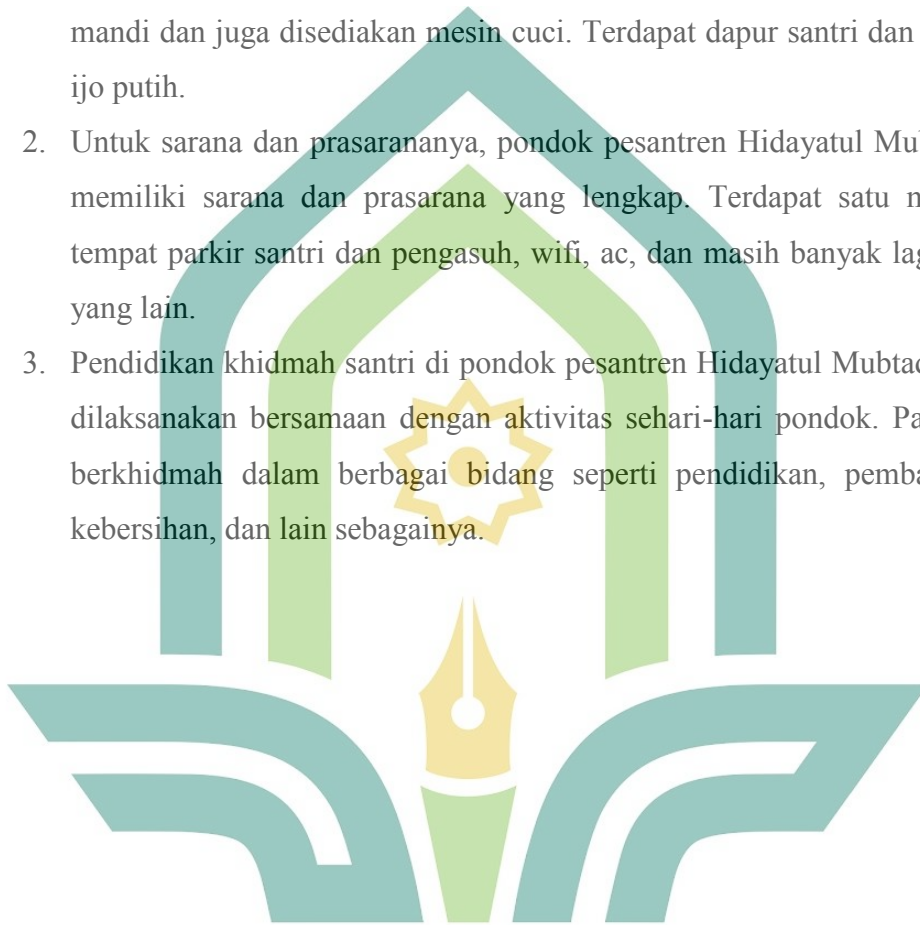 mandi dan juga disediakan mesin cuci. Terdapat dapur santri dan
ijo putih.
2. Untuk sarana dan prasarananya, pondok pesantren Hidayatul
memiliki sarana dan prasarana yang lengkap. Terdapat satu
tempat parkir santri dan pengasuh, wifi, ac, dan masih banyak
yang lain.
3. Pendidikan khidmah santri di pondok pesantren Hidayatul
dilaksanakan bersamaan dengan aktivitas sehari-hari pondok.
berkhidmah dalam berbagai bidang seperti pendidikan,
kebersihan, dan lain sebagainya.